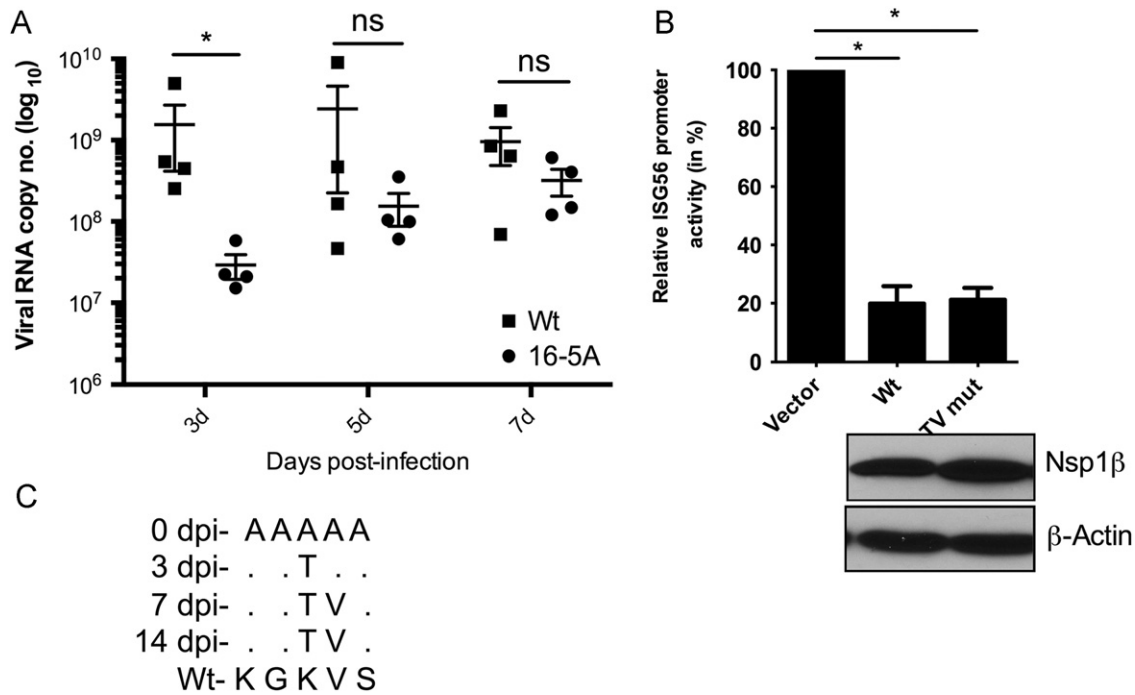 A
Viral RNA copy no. (log 10)
10^10
10^9
10^8
10^7
10^6
*
ns
ns
Wt
16-5A
3d
5d
7d
Days post-infection
B
Relative ISG56 promoter
activity (in %)
100
80
60
40
20
0
*
*
Vector
Wt
TV mut
Nsp1β
β-Actin
C
0 dpi- A A A A A
3 dpi- . . T . .
7 dpi- . . T V .
14 dpi- . . T V .
Wt- K G K V S